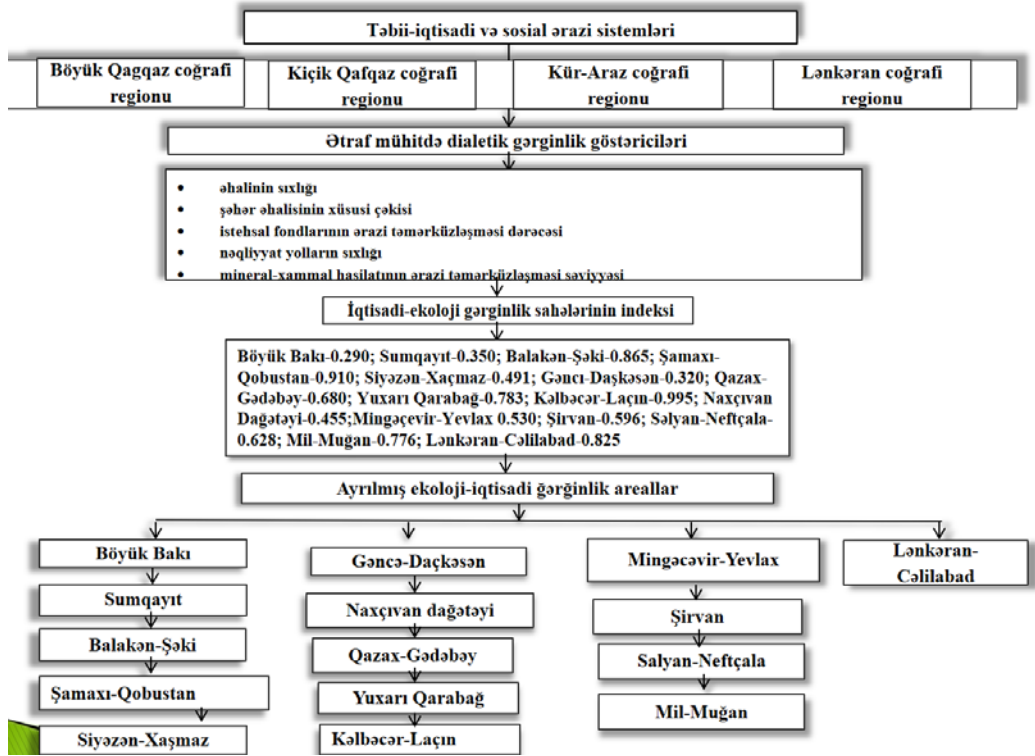 Təbii-iqtisadi və sosial ərazi sistemləri
Böyük Qagqaz coğrafi
regionu
Kiçik Qafqaz coğrafi
regionu
Kür-Araz coğrafi
regionu
Lənkəran coğrafi
regionu
Ətraf mühitdə dialetik gərginlik göstəriciləri
• əhalinin sıxlığı
• şəhər əhalisinin xüsusi çəkisi
• istehsal fondlarının ərazi təmərküzləşməsi dərəcəsi
• nəqliyyat yolların sıxlığı
• mineral-xammal hasilatının ərazi təmərküzləşməsi səviyyəsi
İqtisadi-ekoloji gərginlik sahələrinin indeksi
Böyük Bakı-0.290; Sumqayıt-0.350; Balakən-Şəki-0.865; Şamaxı-
Qobustan-0.910; Siyəzən-Xaçmaz-0.491; Gəncı-Daşkəsən-0.320; Qazax-
Gədəbəy-0.680; Yuxarı Qarabağ-0.783; Kəlbəcər-Laçın-0.995; Naxçıvan
Dağətəyi-0.455;Mingəçevir-Yevlax 0.530; Şirvan-0.596; Səlyan-Neftçala-
0.628; Mil-Muğan-0.776; Lənkəran-Cəlilabad-0.825
Ayrılmış ekoloji-iqtisadi ğərğinlik areallar
Böyük Bakı
Sumqayıt
Balakən-Şəki
Şamaxı-Qobustan
Siyəzən-Xaşmaz
Gəncə-Daçkəsən
Naxçıvan dağətəyi
Qazax-Gədəbəy
Yuxarı Qarabağ
Kəlbəcər-Laçın
Mingəcəvir-Yevlax
Şirvan
Salyan-Neftçala
Mil-Muğan
Lənkəran-
Cəlilabad